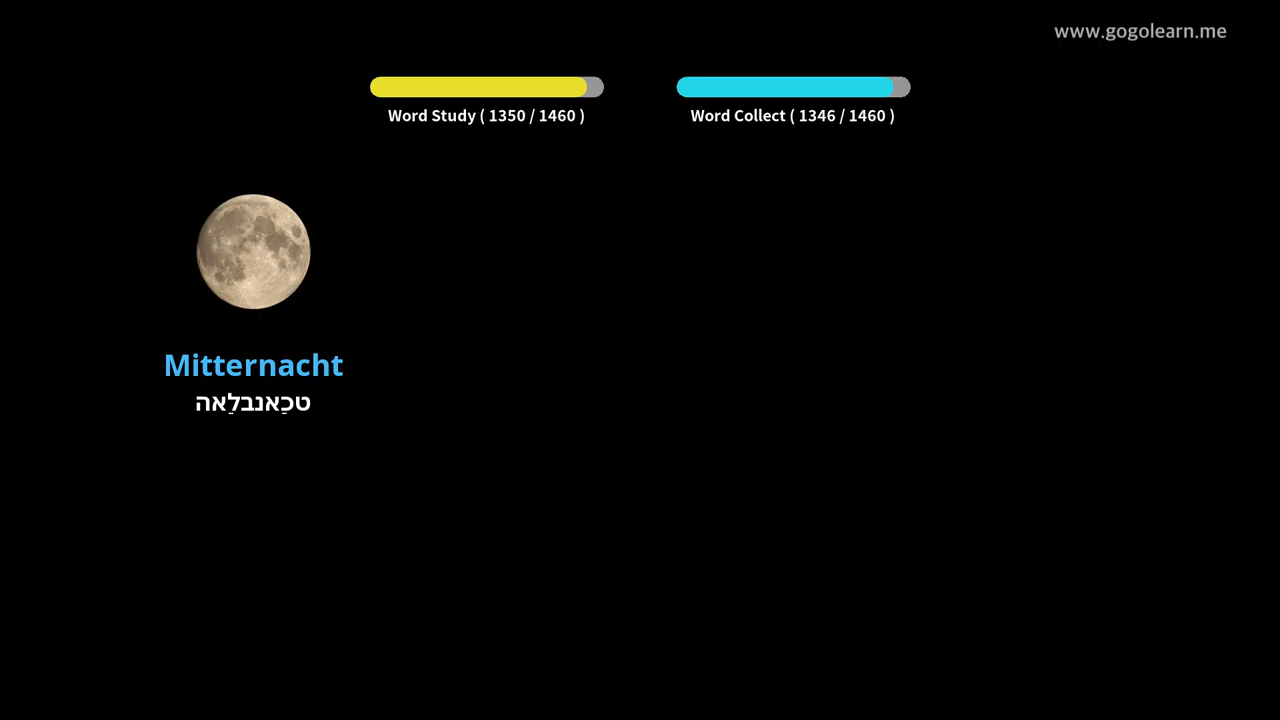 www.gogolearn.me
Word Study ( 1350 / 1460 )
Word Collect ( 1346 / 1460 )
Mitternacht
טכַאנבלַאה